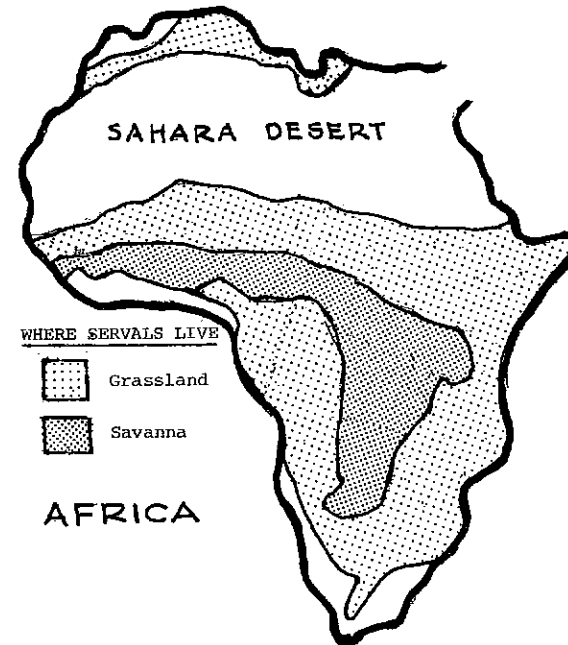 SAHARA DESERT
WHERE SERVALS LIVE
Grassland
Savanna
AFRICA